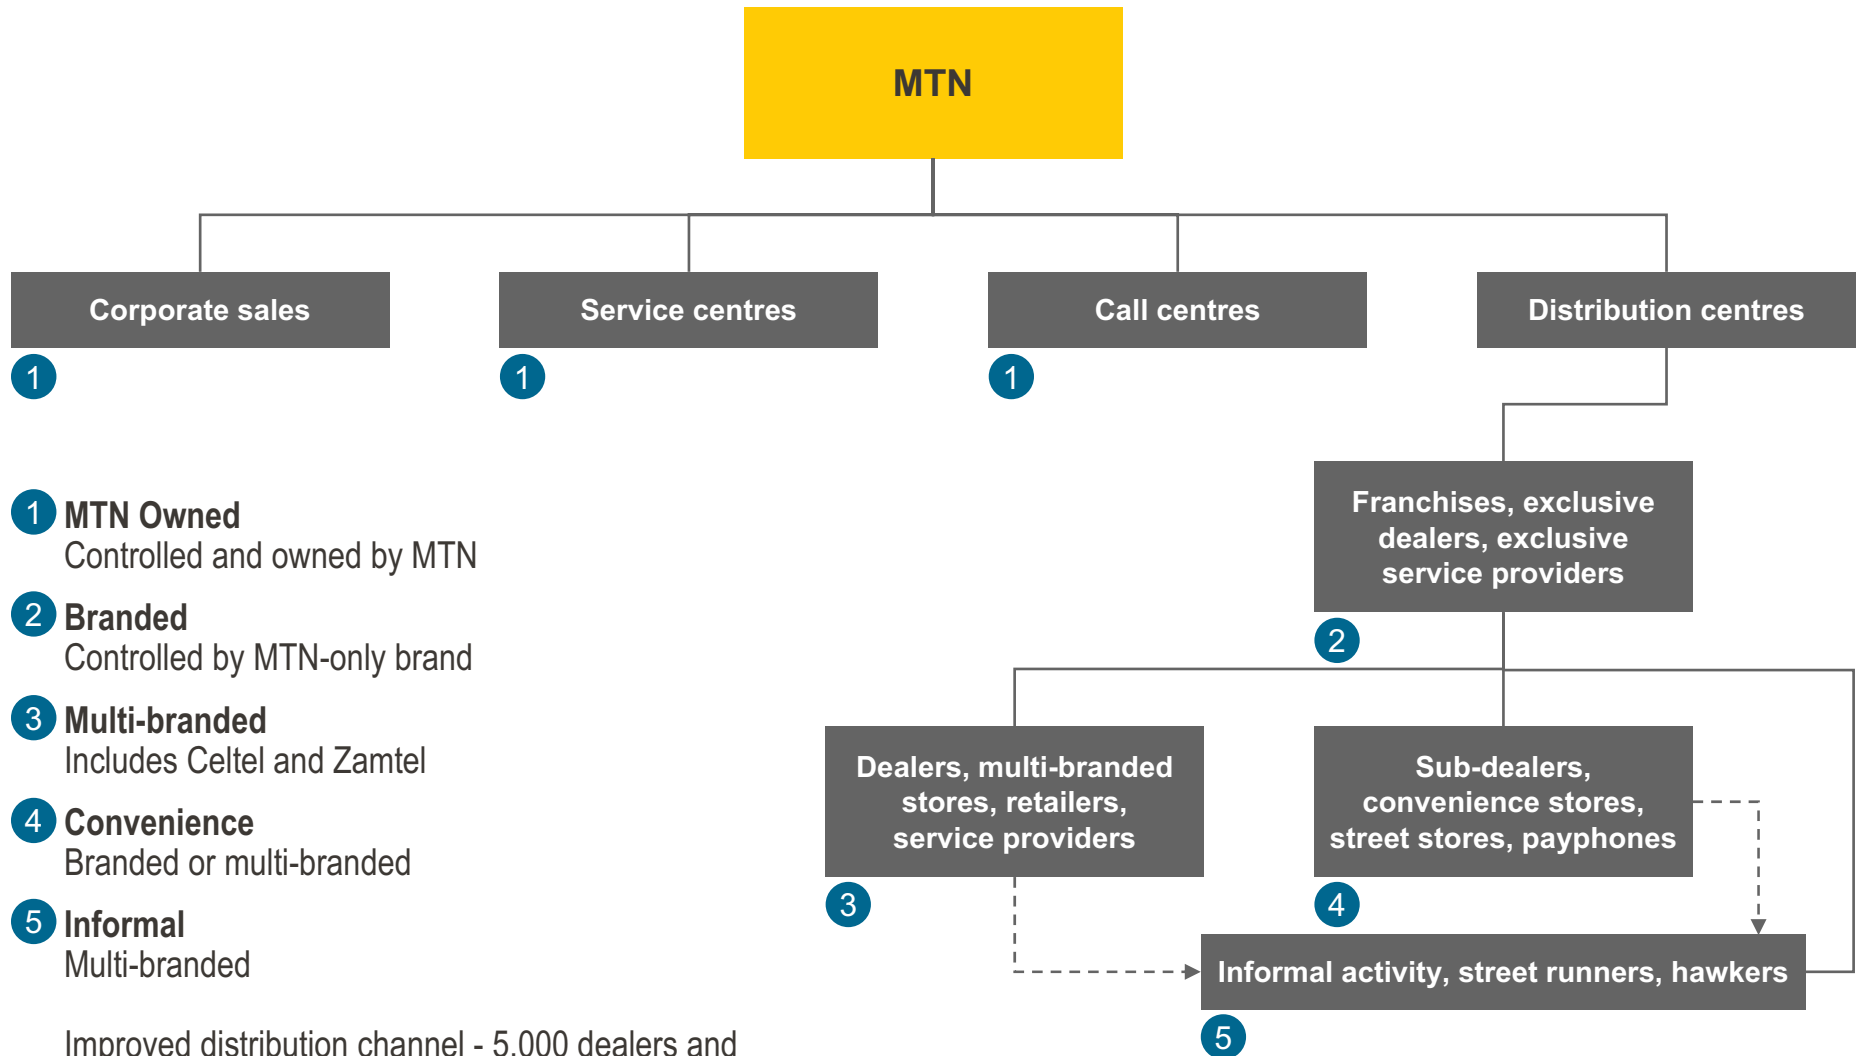 MTN
Corporate sales
Service centres
Call centres
Distribution centres
1
1
1
Franchises, exclusive
dealers, exclusive
service providers
2
Dealers, multi-branded
stores, retailers,
service providers
3
Sub-dealers,
convenience stores,
street stores, payphones
4
Informal activity, street runners, hawkers
5
1 MTN Owned
Controlled and owned by MTN
2 Branded
Controlled by MTN-only brand
3 Multi-branded
Includes Celtel and Zamtel
4 Convenience
Branded or multi-branded
5 Informal
Multi-branded
Improved distribution channel - 5,000 dealers and